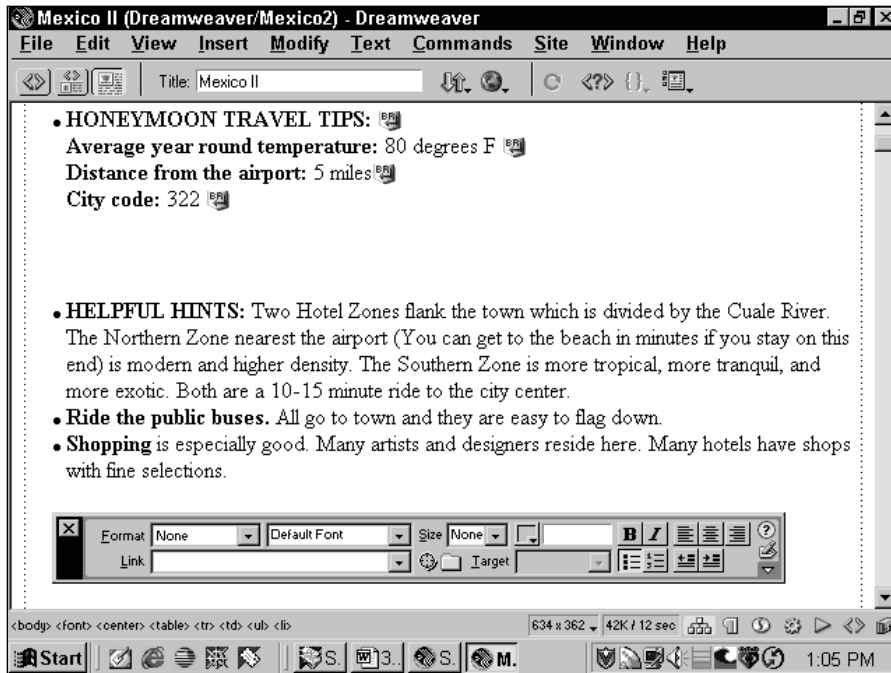 Mexico II (Dreamweaver/Mexico2) - Dreamweaver
File Edit View Insert Modify Text Commands Site Window Help
Title: Mexico II
• HONEYMOON TRAVEL TIPS: BR
Average year round temperature: 80 degrees F BR
Distance from the airport: 5 miles BR
City code: 322 BR
• HELPFUL HINTS: Two Hotel Zones flank the town which is divided by the Cuale River.
The Northern Zone nearest the airport (You can get to the beach in minutes if you stay on this
end) is modern and higher density. The Southern Zone is more tropical, more tranquil, and
more exotic. Both are a 10-15 minute ride to the city center.
• Ride the public buses. All go to town and they are easy to flag down.
• Shopping is especially good. Many artists and designers reside here. Many hotels have shops
with fine selections.
Format None Default Font Size None B I
Link Target
<body> <font> <center> <table> <tr> <td> <ul> <li> 634 x 362 42K / 12 sec
Start S. 3.. S. M. 1:05 PM